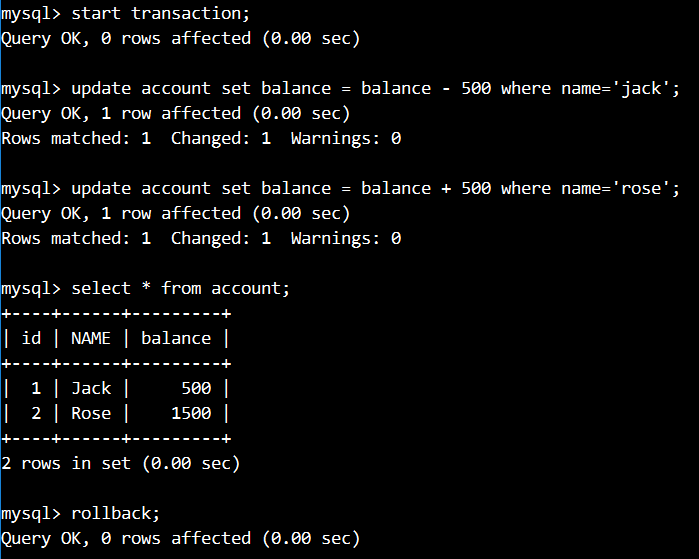 mysql> start transaction;
Query OK, 0 rows affected (0.00 sec)
mysql> update account set balance = balance - 500 where name='jack';
Query OK, 1 row affected (0.00 sec)
Rows matched: 1  Changed: 1  Warnings: 0
mysql> update account set balance = balance + 500 where name='rose';
Query OK, 1 row affected (0.00 sec)
Rows matched: 1  Changed: 1  Warnings: 0
mysql> select * from account;
+----+------+---------+
| id | NAME | balance |
+----+------+---------+
|  1 | Jack |     500 |
|  2 | Rose |    1500 |
+----+------+---------+
2 rows in set (0.00 sec)
mysql> rollback;
Query OK, 0 rows affected (0.00 sec)